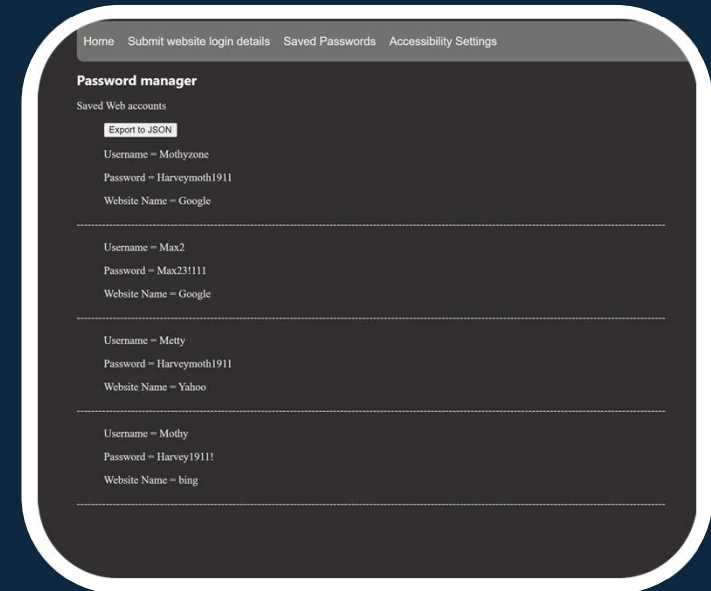 Home Submit website login details Saved Passwords Accessibility Settings
Password manager
Saved Web accounts
Export to JSON
Username = Mothyzone
Password = Harveymoth1911
Website Name = Google
Username = Max2
Password = Max23!111
Website Name = Google
Username = Metty
Password = Harveymoth1911
Website Name = Yahoo
Username = Mothy
Password = Harvey1911!
Website Name = bing